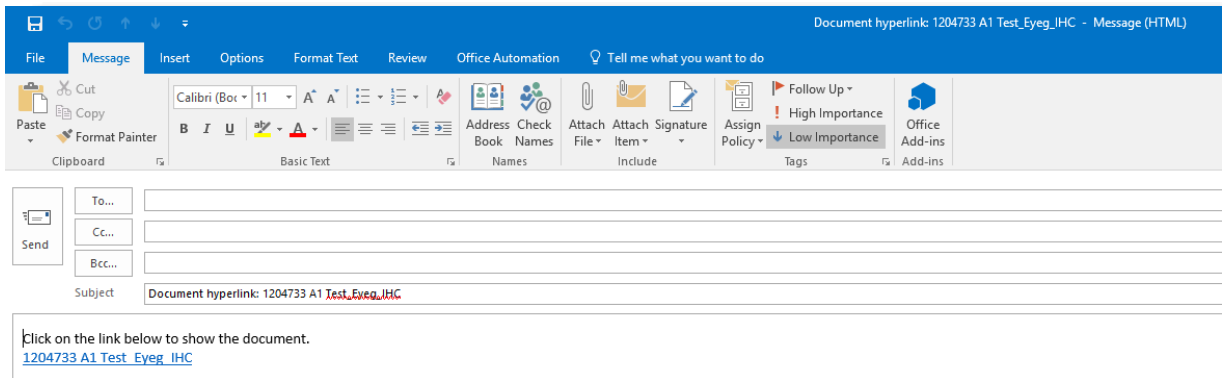 Document hyperlink: 1204733 A1 Test_Eyeg_IHC - Message (HTML)
File Message Insert Options Format Text Review Office Automation Tell me what you want to do
Paste
Cut
Copy
Format Painter
Clipboard
Calibri (Boc 11
B I U
Basic Text
Address Book
Check Names
Names
Attach File
Attach Item
Signature
Include
Assign Policy
Follow Up
High Importance
Low Importance
Tags
Office Add-ins
Add-ins
Send
To...
Cc...
Bcc...
Subject Document hyperlink: 1204733 A1 Test_Eyeg_IHC
Click on the link below to show the document.
1204733 A1 Test_Eyeg_IHC